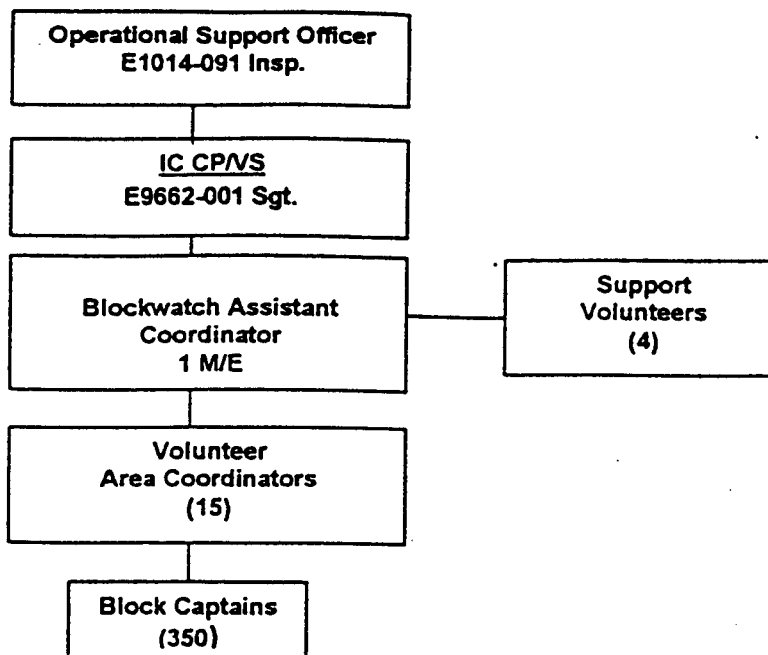 Operational Support Officer
E1014-091 Insp.
IC CP/VS
E9662-001 Sgt.
Blockwatch Assistant
Coordinator
1 M/E
Support
Volunteers
(4)
Volunteer
Area Coordinators
(15)
Block Captains
(350)